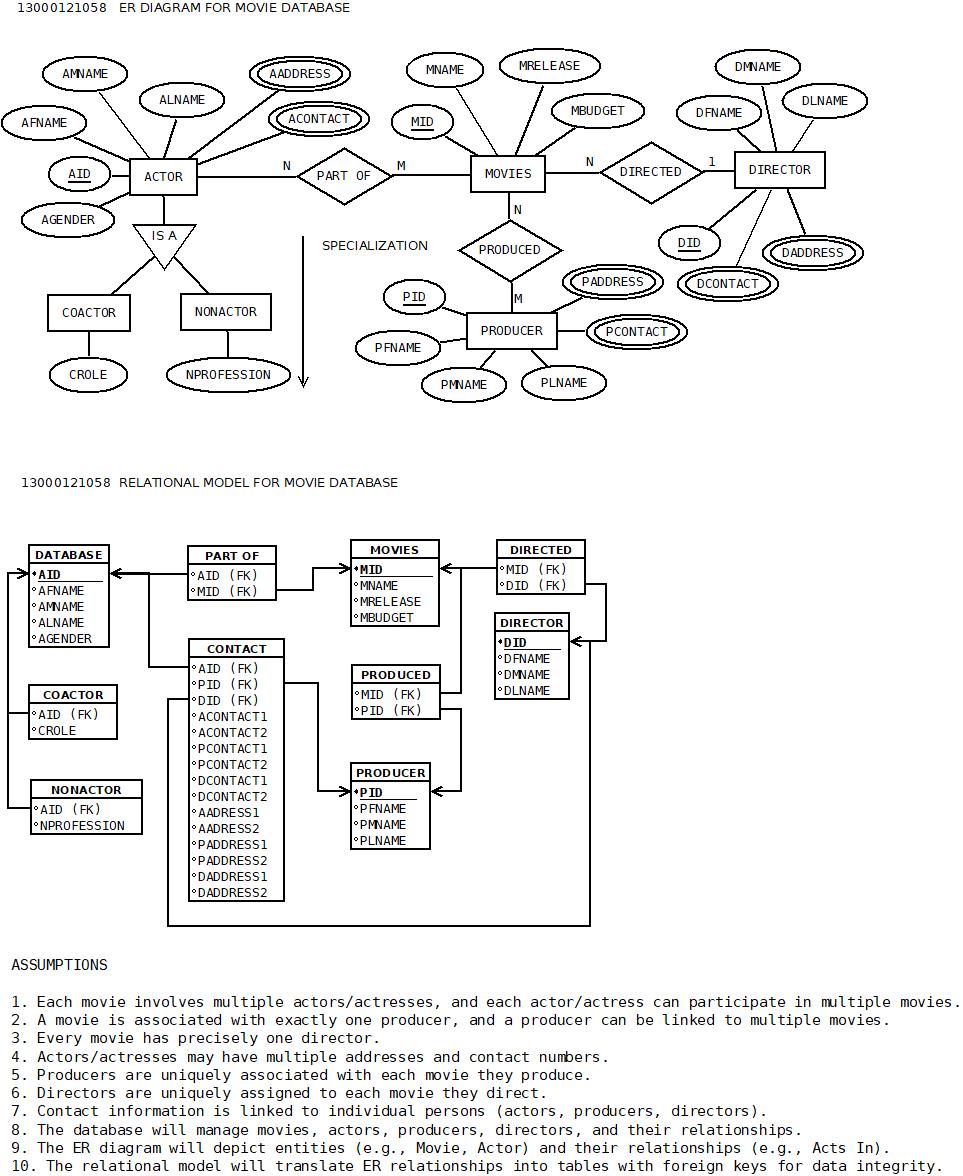 13000121058 ER DIAGRAM FOR MOVIE DATABASE
AMNAME
ALNAME
AADDRESS
ACONTACT
AFNAME
AID
AGENDER
ACTOR
N
PART OF
M
MNAME
MRELEASE
MID
MBUDGET
MOVIES
N
DIRECTED
1
DMNAME
DFNAME
DLNAME
DIRECTOR
DID
DCONTACT
DADDRESS
IS A
SPECIALIZATION
N
PRODUCED
M
COACTOR
NONACTOR
CROLE
NPROFESSION
PID
PADDRESS
PRODUCER
PCONTACT
PFNAME
PMNAME
PLNAME
13000121058 RELATIONAL MODEL FOR MOVIE DATABASE
DATABASE
AID
AFNAME
AMNAME
ALNAME
AGENDER
PART OF
AID (FK)
MID (FK)
MOVIES
MID
MNAME
MRELEASE
MBUDGET
DIRECTED
MID (FK)
DID (FK)
DIRECTOR
DID
DFNAME
DMNAME
DLNAME
CONTACT
AID (FK)
PID (FK)
DID (FK)
ACONTACT1
ACONTACT2
PCONTACT1
PCONTACT2
DCONTACT1
DCONTACT2
AADRESS1
AADRESS2
PADDRESS1
PADDRESS2
DADDRESS1
DADDRESS2
PRODUCED
MID (FK)
PID (FK)
COACTOR
AID (FK)
CROLE
NONACTOR
AID (FK)
NPROFESSION
PRODUCER
PID
PFNAME
PMNAME
PLNAME
ASSUMPTIONS
1. Each movie involves multiple actors/actresses, and each actor/actress can participate in multiple movies.
2. A movie is associated with exactly one producer, and a producer can be linked to multiple movies.
3. Every movie has precisely one director.
4. Actors/actresses may have multiple addresses and contact numbers.
5. Producers are uniquely associated with each movie they produce.
6. Directors are uniquely assigned to each movie they direct.
7. Contact information is linked to individual persons (actors, producers, directors).
8. The database will manage movies, actors, producers, directors, and their relationships.
9. The ER diagram will depict entities (e.g., Movie, Actor) and their relationships (e.g., Acts In).
10. The relational model will translate ER relationships into tables with foreign keys for data integrity.